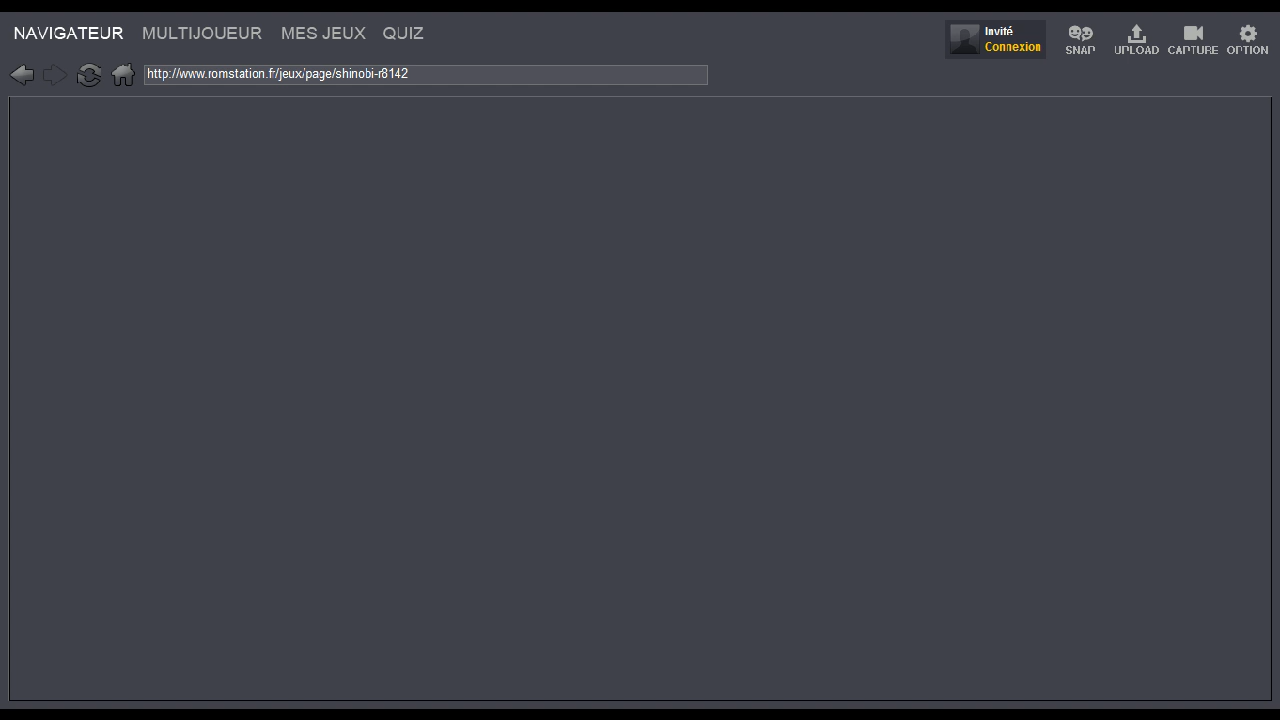 NAVIGATEUR MULTIJOUEUR MES JEUX QUIZ
Invité
Connexion
SNAP UPLOAD CAPTURE OPTION
http://www.romstation.fr/jeux/page/shinobi-r8142